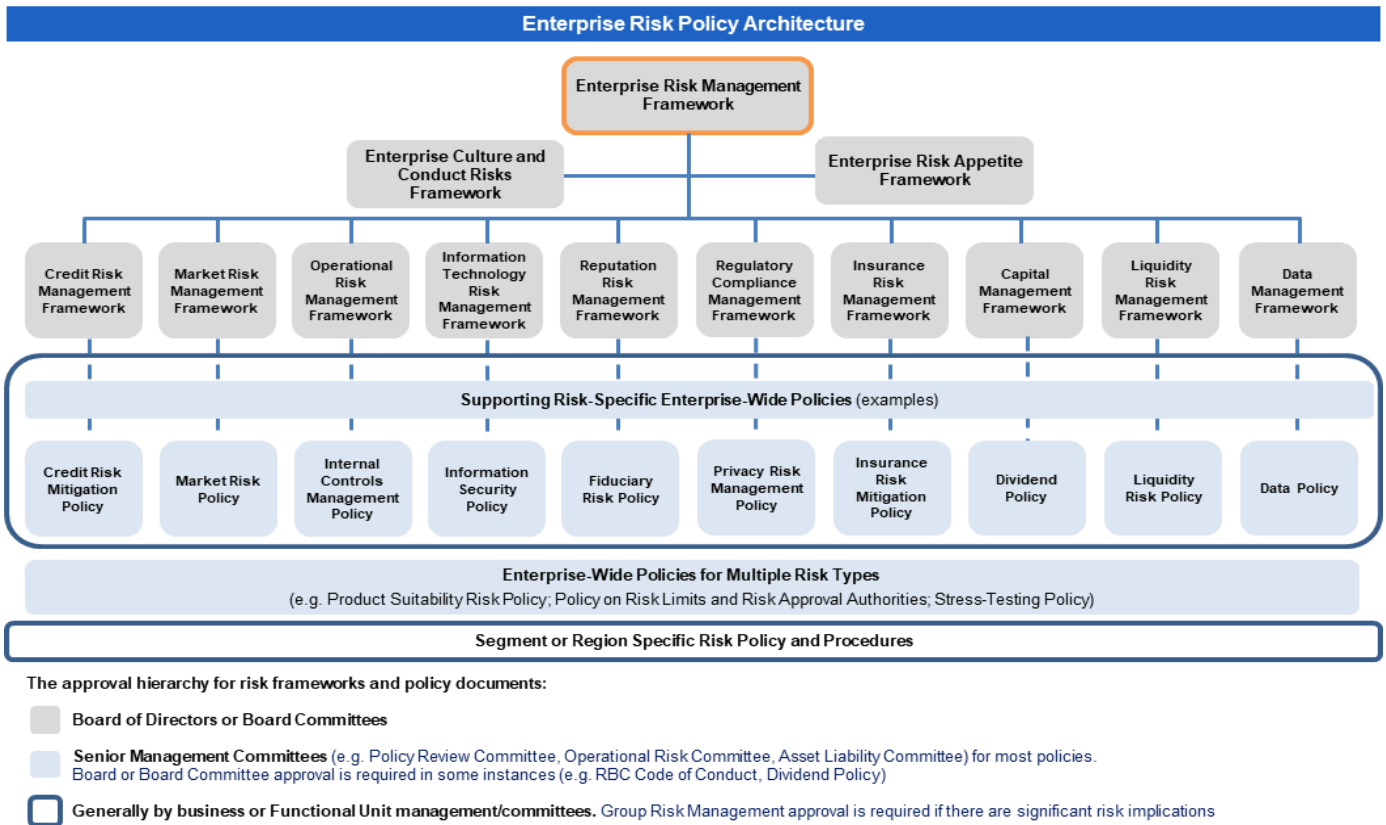 Enterprise Risk Policy Architecture
Enterprise Risk Management
Framework
Enterprise Culture and
Conduct Risks
Framework
Enterprise Risk Appetite
Framework
Credit Risk
Management
Framework
Market Risk
Management
Framework
Operational
Risk
Management
Framework
Information
Technology
Risk
Management
Framework
Reputation
Risk
Management
Framework
Regulatory
Compliance
Management
Framework
Insurance
Risk
Management
Framework
Capital
Management
Framework
Liquidity
Risk
Management
Framework
Data
Management
Framework
Supporting Risk-Specific Enterprise-Wide Policies (examples)
Credit Risk
Mitigation
Policy
Market Risk
Policy
Internal
Controls
Management
Policy
Information
Security
Policy
Fiduciary
Risk Policy
Privacy Risk
Management
Policy
Insurance
Risk
Mitigation
Policy
Dividend
Policy
Liquidity
Risk Policy
Data Policy
Enterprise-Wide Policies for Multiple Risk Types
(e.g. Product Suitability Risk Policy; Policy on Risk Limits and Risk Approval Authorities; Stress-Testing Policy)
Segment or Region Specific Risk Policy and Procedures
The approval hierarchy for risk frameworks and policy documents:
Board of Directors or Board Committees
Senior Management Committees (e.g. Policy Review Committee, Operational Risk Committee, Asset Liability Committee) for most policies.
Board or Board Committee approval is required in some instances (e.g. RBC Code of Conduct, Dividend Policy)
Generally by business or Functional Unit management/committees. Group Risk Management approval is required if there are significant risk implications